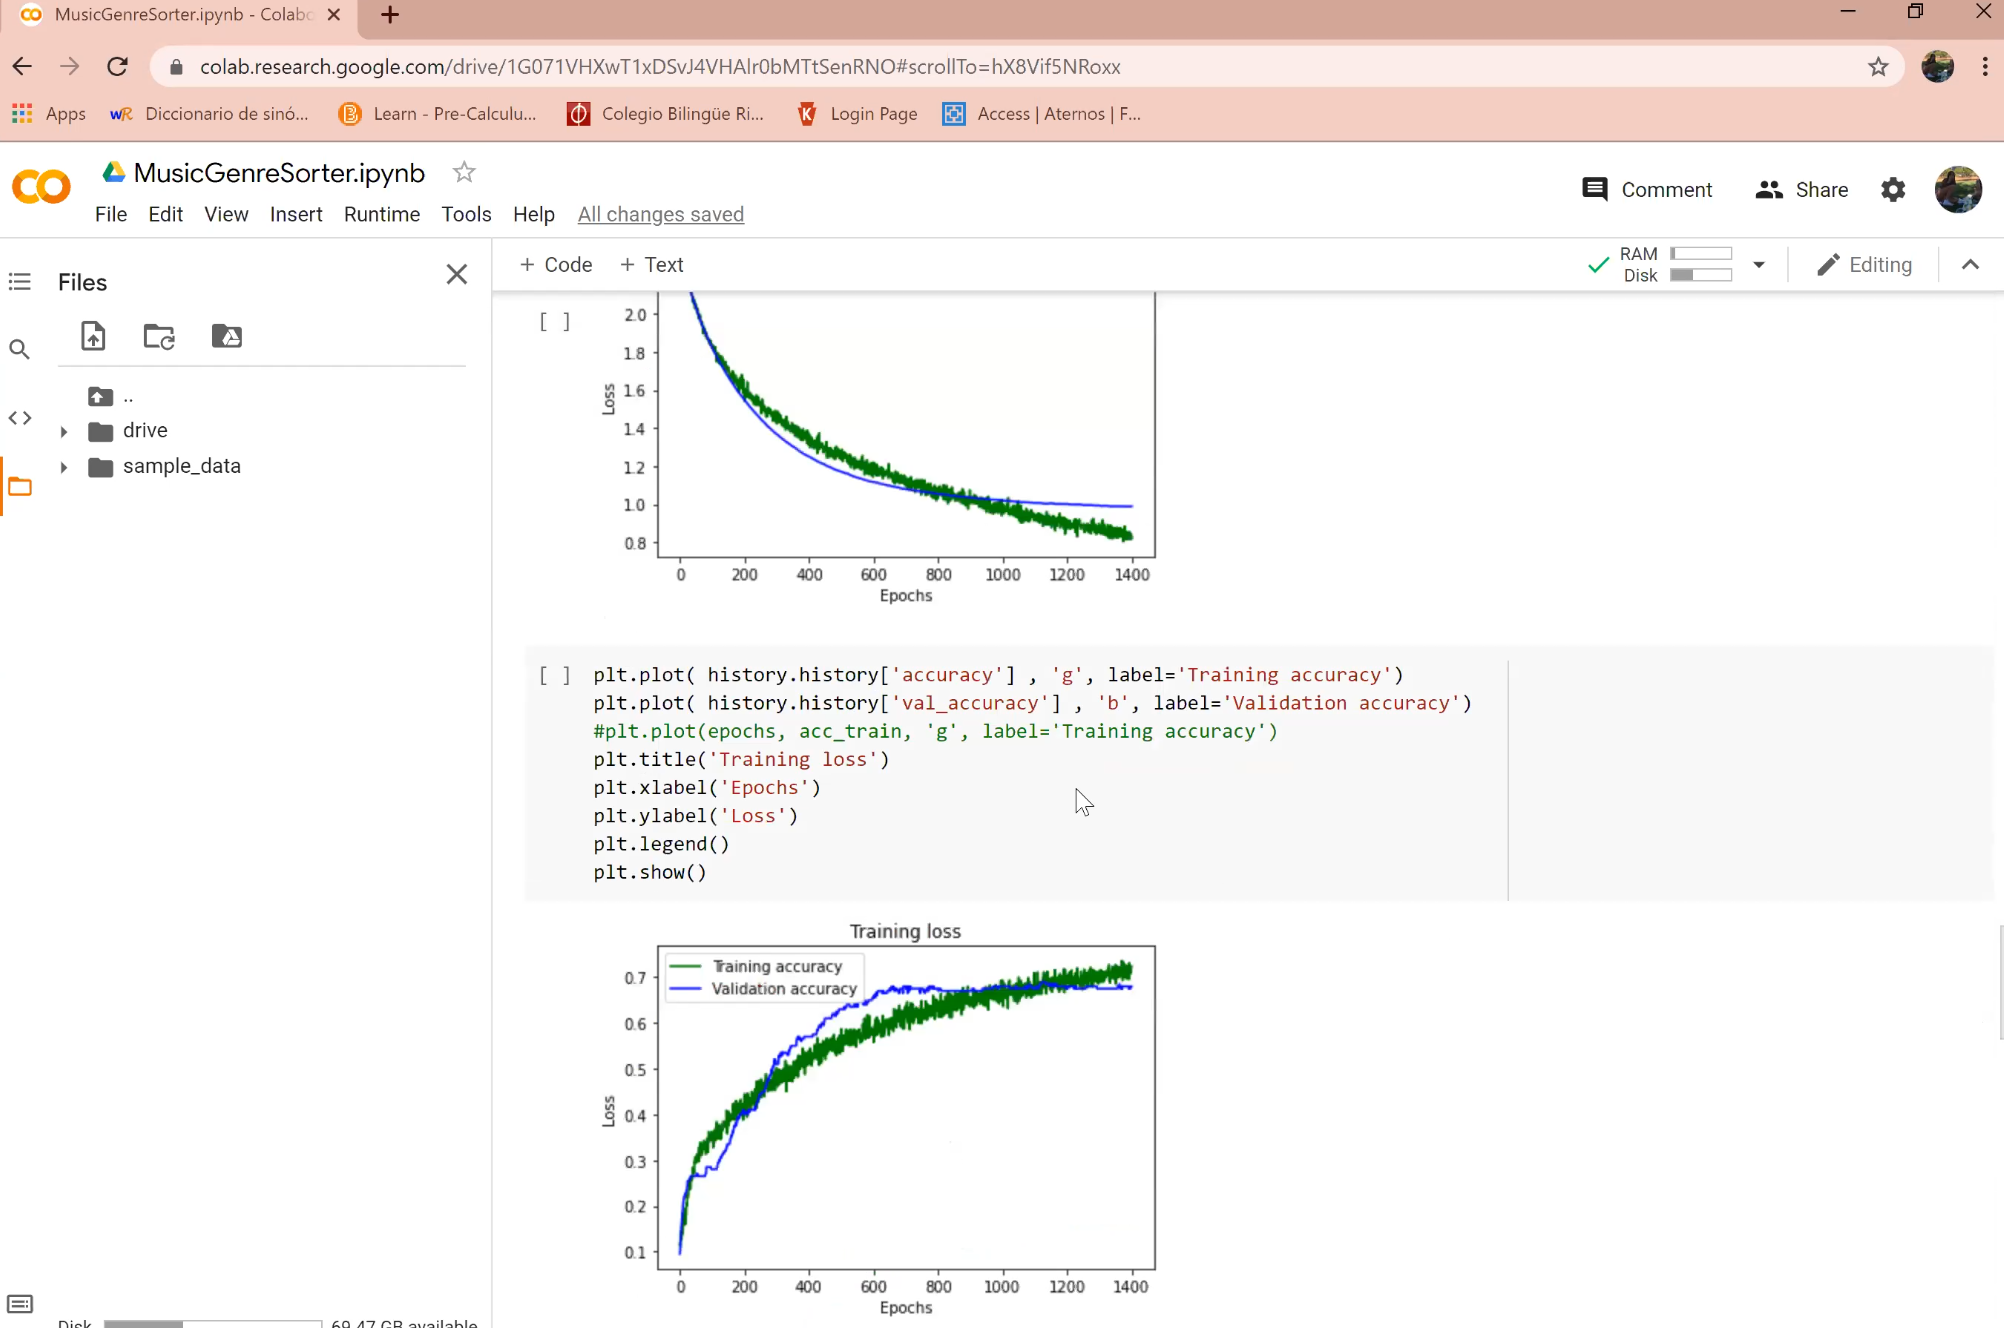 MusicGenreSorter.ipynb - Colab
colab.research.google.com/drive/1G071VHXwT1xDSvJ4VHAlr0bMTtSenRNO#scrollTo=hX8Vif5NRoxx
Apps
WR Diccionario de sinó...
B Learn - Pre-Calculu...
Colegio Bilingüe Ri...
K Login Page
Access | Aternos | F...
MusicGenreSorter.ipynb
Comment
Share
File Edit View Insert Runtime Tools Help All changes saved
Files
+ Code + Text
RAM
Disk
Editing
..
drive
sample_data
[ ]
2.0
1.8
1.6
1.4
1.2
1.0
0.8
Loss
0 200 400 600 800 1000 1200 1400
Epochs
[ ] plt.plot( history.history['accuracy'] , 'g', label='Training accuracy')
plt.plot( history.history['val_accuracy'] , 'b', label='Validation accuracy')
#plt.plot(epochs, acc_train, 'g', label='Training accuracy')
plt.title('Training loss')
plt.xlabel('Epochs')
plt.ylabel('Loss')
plt.legend()
plt.show()
Training loss
Training accuracy
Validation accuracy
0.7
0.6
0.5
0.4
0.3
0.2
0.1
Loss
0 200 400 600 800 1000 1200 1400
Epochs
Disk 69.47 GB available